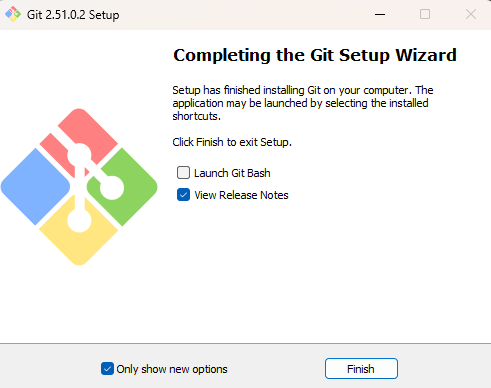 Git 2.51.0.2 Setup
Completing the Git Setup Wizard
Setup has finished installing Git on your computer. The
application may be launched by selecting the installed
shortcuts.
Click Finish to exit Setup.
Launch Git Bash
View Release Notes
Only show new options
Finish